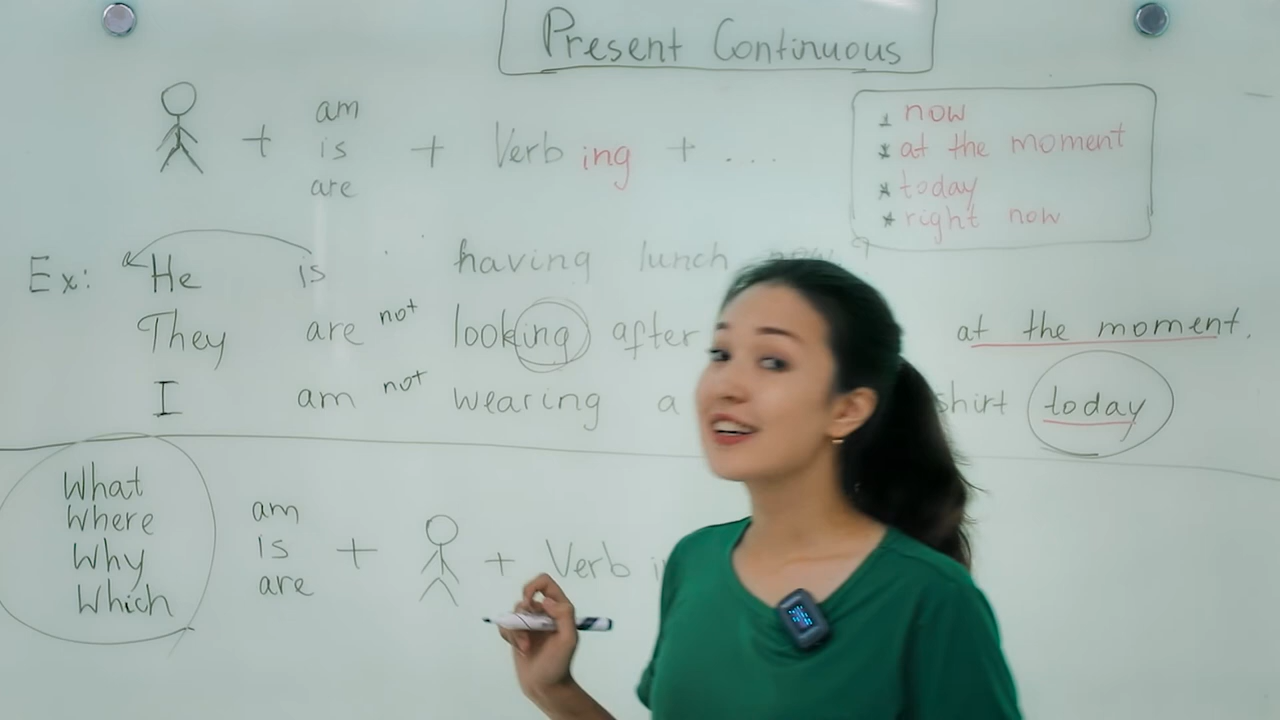 Present Continuous
am
is
are
+ + Verb ing + ...
* now
* at the moment
* today
* right now
Ex: He is having lunch now ?
They are not looking after at the moment.
I am not wearing a shirt today
What
Where
Why
Which
am
is
are
+ + Verb